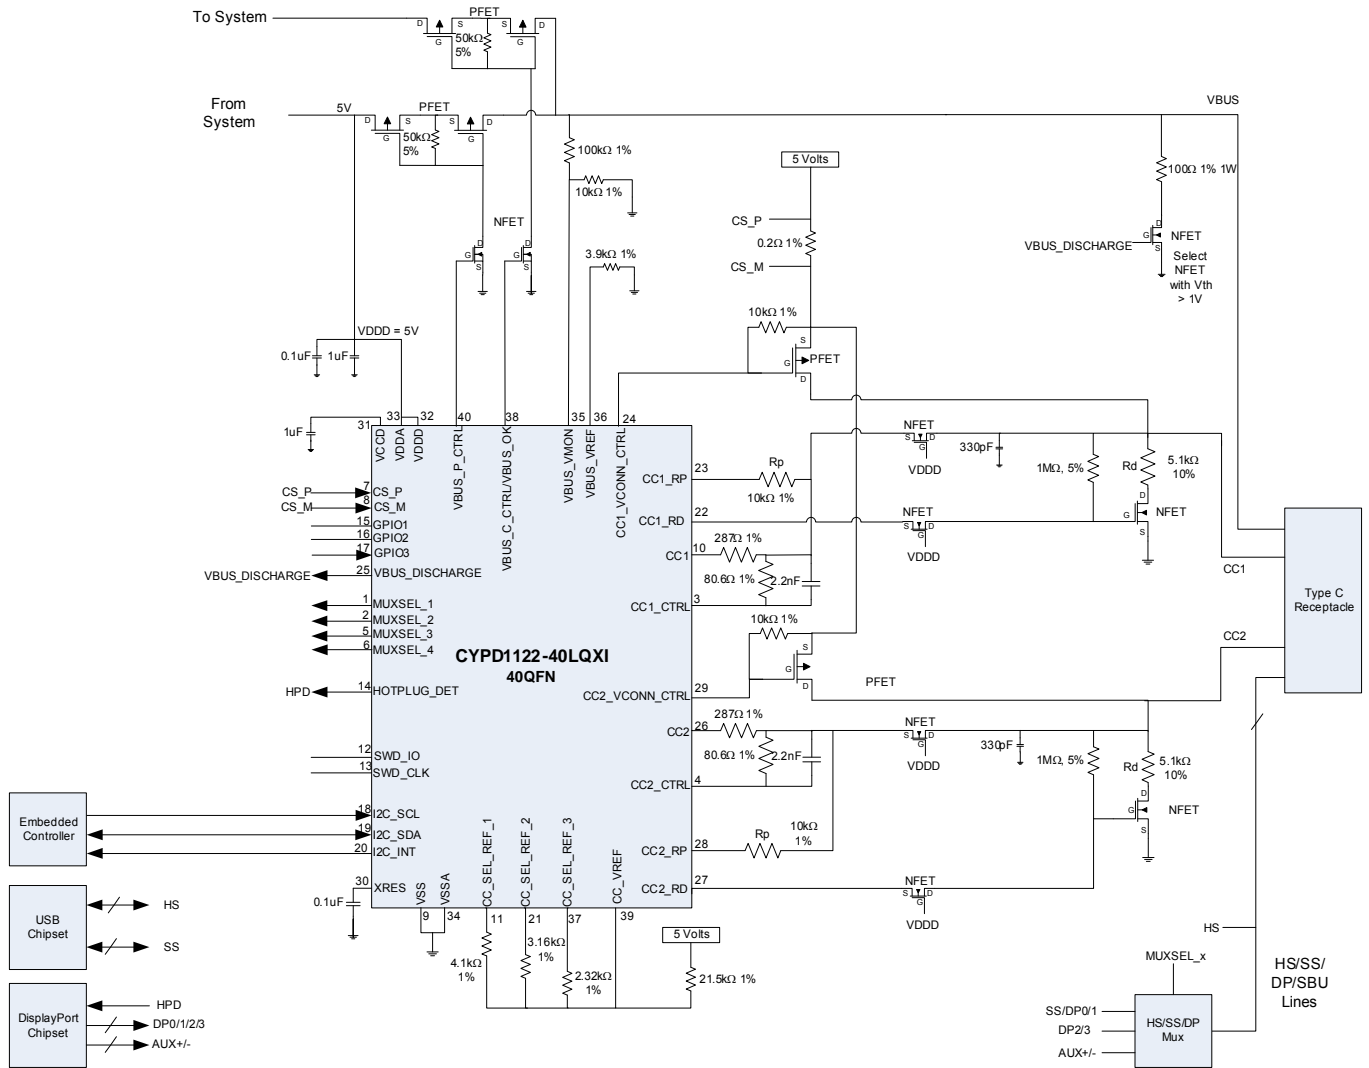 To System
PFET
D
S
S
D
G
G
50kΩ
5%
From
System
5V
PFET
D
S
S
D
G
G
50kΩ
5%
VBUS
100kΩ 1%
10kΩ 1%
5 Volts
100Ω 1% 1W
CS_P
0.2Ω 1%
CS_M
VBUS_DISCHARGE
G
D
S
NFET
Select
NFET
with Vth
> 1V
NFET
G
D
S
G
D
S
3.9kΩ 1%
10kΩ 1%
VDDD = 5V
0.1uF
1uF
S
G
D
PFET
1uF
31
33
32
40
38
35
36
24
VCCD
VDDA
VDDD
VBUS_P_CTRL
VBUS_C_CTRL/VBUS_OK
VBUS_VMON
VBUS_VREF
CC1_VCONN_CTRL
NFET
S
D
G
VDDD
330pF
1MΩ, 5%
Rd
5.1kΩ
10%
D
G
S
NFET
CS_P
7
CS_P
CS_M
8
CS_M
15
GPIO1
16
GPIO2
17
GPIO3
VBUS_DISCHARGE
25
VBUS_DISCHARGE
1
MUXSEL_1
2
MUXSEL_2
5
MUXSEL_3
6
MUXSEL_4
HPD
14
HOTPLUG_DET
12
SWD_IO
13
SWD_CLK
18
I2C_SCL
19
I2C_SDA
20
I2C_INT
30
XRES
0.1uF
CYPD1122-40LQXI
40QFN
CC1_RP
23
Rp
10kΩ 1%
CC1_RD
22
NFET
S
D
G
VDDD
CC1
10
287Ω 1%
80.6Ω 1%
2.2nF
CC1_CTRL
3
10kΩ 1%
S
G
D
PFET
CC2_VCONN_CTRL
29
CC2
26
287Ω 1%
80.6Ω 1%
2.2nF
NFET
S
D
G
VDDD
330pF
1MΩ, 5%
Rd
5.1kΩ
10%
D
G
S
NFET
CC2_CTRL
4
CC2_RP
28
Rp
10kΩ
1%
CC2_RD
27
NFET
S
D
G
VDDD
CC1
CC2
Type C
Receptacle
VSS
VSSA
CC_SEL_REF_1
CC_SEL_REF_2
CC_SEL_REF_3
CC_VREF
9
34
11
21
37
39
4.1kΩ
1%
3.16kΩ
1%
2.32kΩ
1%
5 Volts
21.5kΩ 1%
Embedded
Controller
USB
Chipset
HS
SS
DisplayPort
Chipset
HPD
DP0/1/2/3
AUX+/-
HS
MUXSEL_x
HS/SS/
DP/SBU
Lines
SS/DP0/1
DP2/3
AUX+/-
HS/SS/DP
Mux